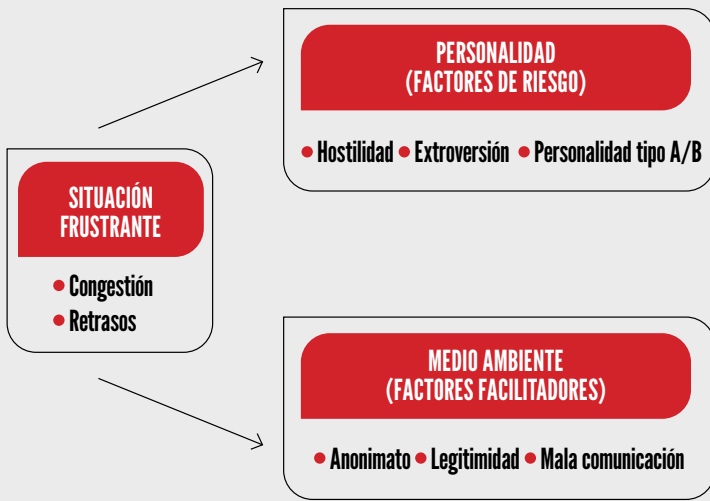 SITUACIÓN
FRUSTRANTE
• Congestión
• Retrasos
PERSONALIDAD
(FACTORES DE RIESGO)
• Hostilidad • Extroversión • Personalidad tipo A/B
MEDIO AMBIENTE
(FACTORES FACILITADORES)
• Anonimato • Legitimidad • Mala comunicación